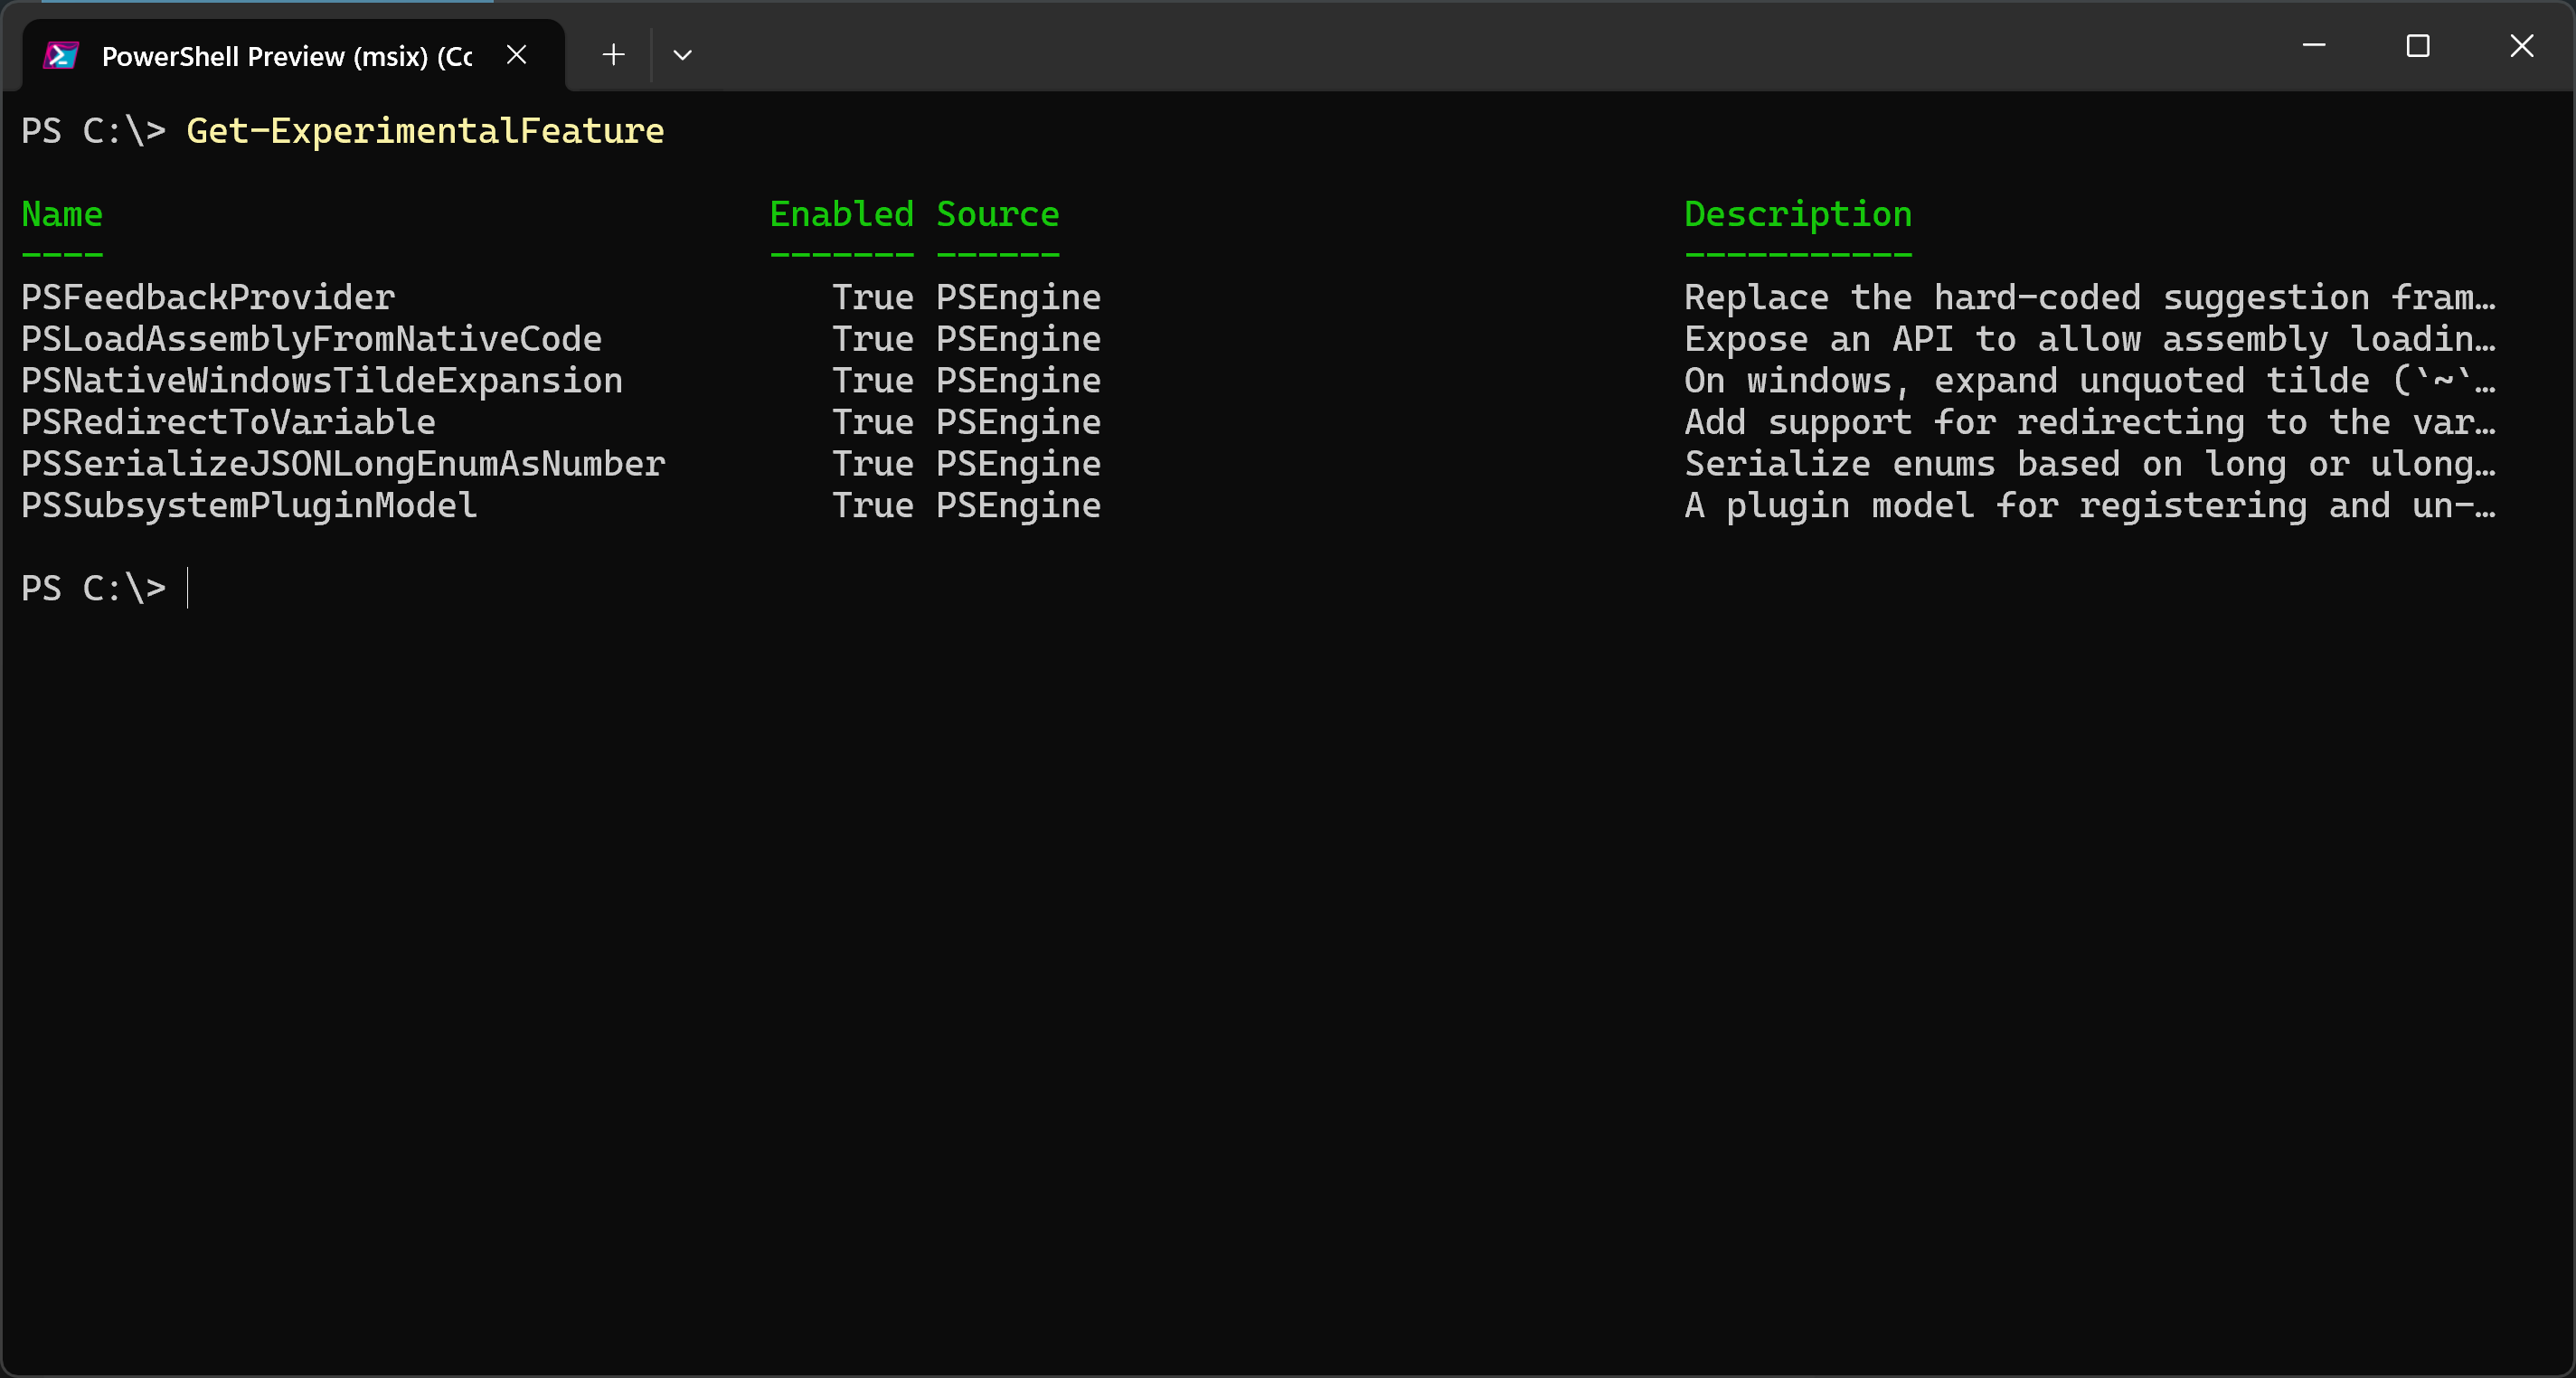 PowerShell Preview (msix) (Cc
PS C:\> Get-ExperimentalFeature
Name Enabled Source Description
---- ------- ------ -----------
PSFeedbackProvider True PSEngine Replace the hard-coded suggestion fram…
PSLoadAssemblyFromNativeCode True PSEngine Expose an API to allow assembly loadin…
PSNativeWindowsTildeExpansion True PSEngine On windows, expand unquoted tilde (`~`…
PSRedirectToVariable True PSEngine Add support for redirecting to the var…
PSSerializeJSONLongEnumAsNumber True PSEngine Serialize enums based on long or ulong…
PSSubsystemPluginModel True PSEngine A plugin model for registering and un-…
PS C:\>